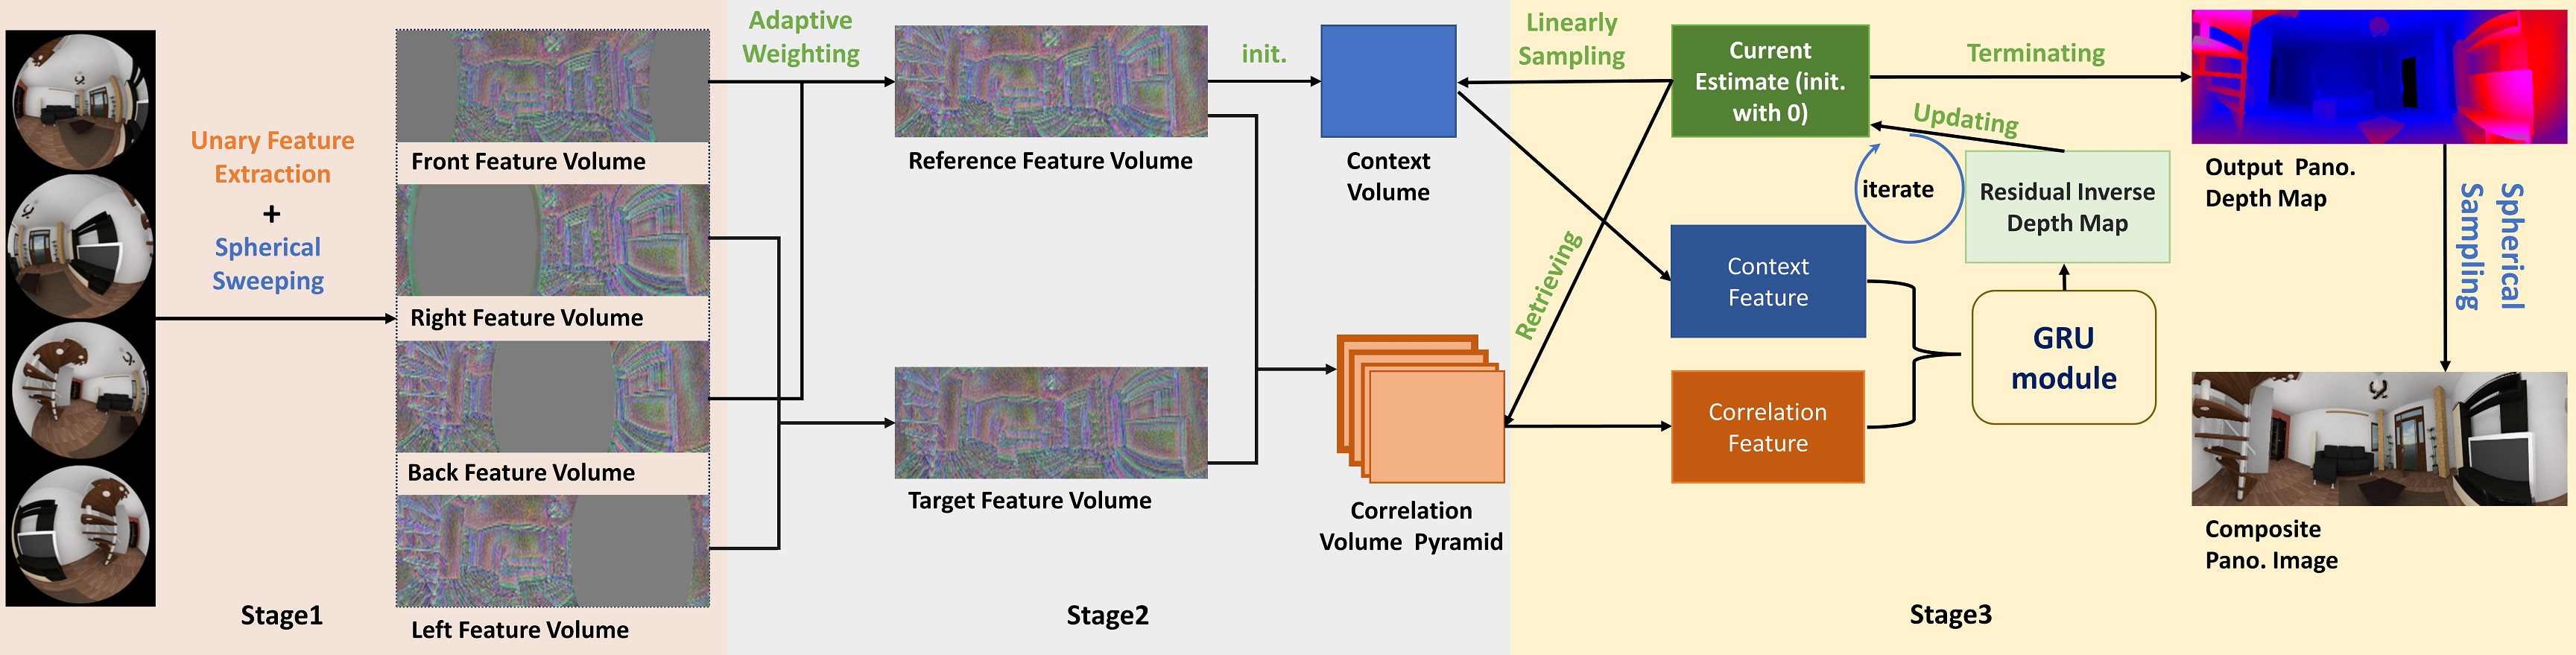 Unary Feature
Extraction
+
Spherical
Sweeping
Front Feature Volume
Right Feature Volume
Back Feature Volume
Left Feature Volume
Stage1
Adaptive
Weighting
Reference Feature Volume
init.
Context
Volume
Target Feature Volume
Correlation
Volume Pyramid
Stage2
Linearly
Sampling
Retrieving
Current
Estimate (init.
with 0)
Terminating
Updating
iterate
Residual Inverse
Depth Map
Context
Feature
Correlation
Feature
GRU
module
Output Pano.
Depth Map
Spherical
Sampling
Composite
Pano. Image
Stage3